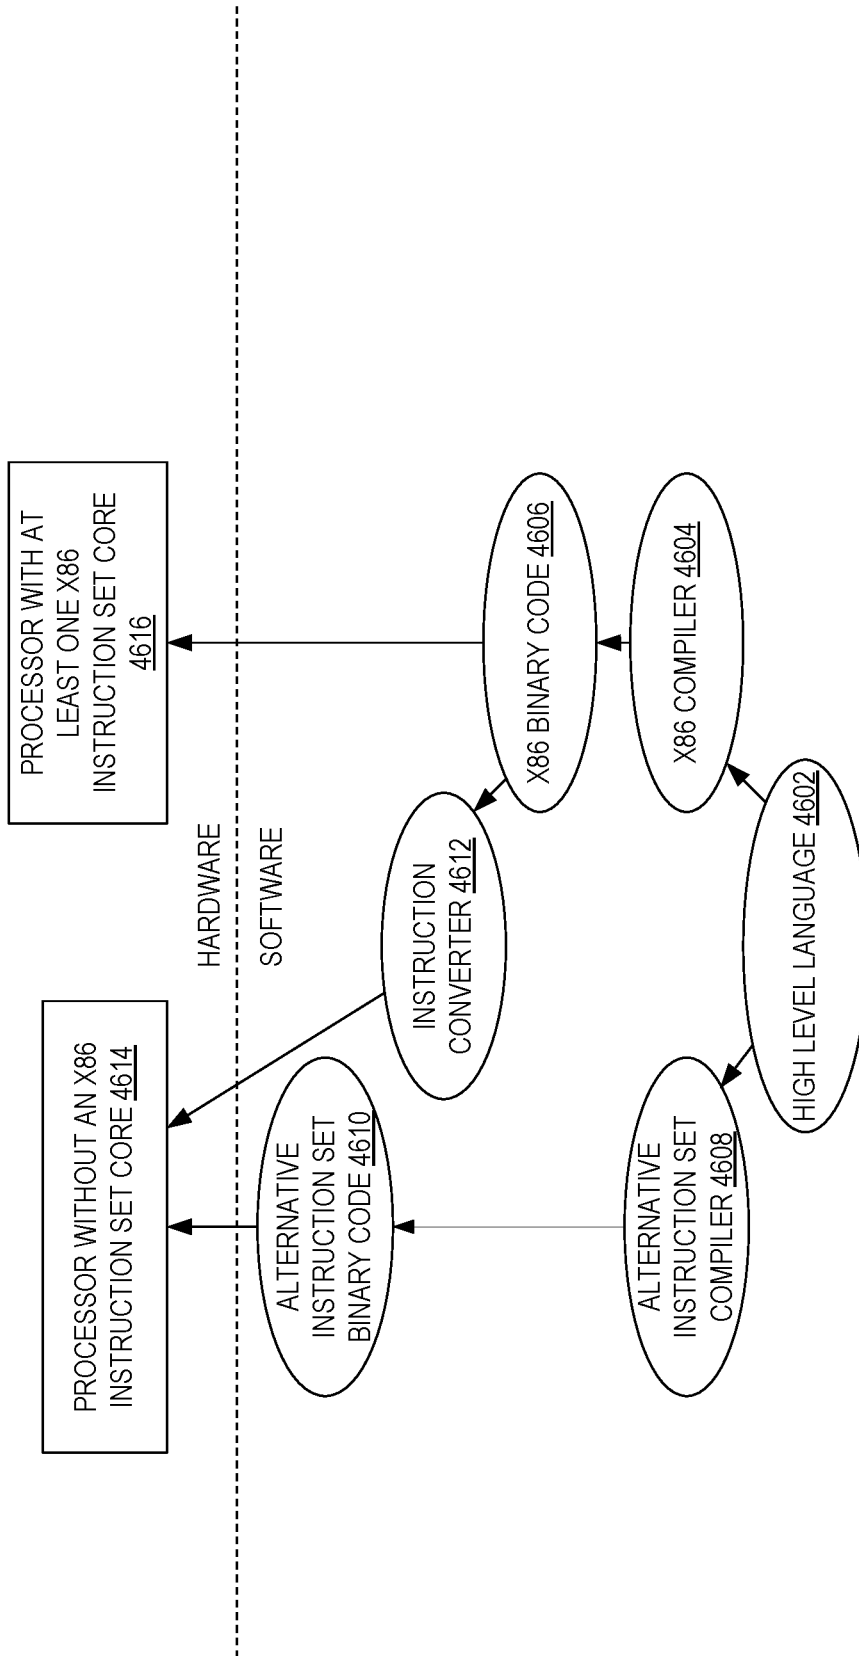 PROCESSOR WITHOUT AN X86
INSTRUCTION SET CORE 4614
PROCESSOR WITH AT
LEAST ONE X86
INSTRUCTION SET CORE
4616
HARDWARE
SOFTWARE
ALTERNATIVE
INSTRUCTION SET
BINARY CODE 4610
INSTRUCTION
CONVERTER 4612
X86 BINARY CODE 4606
ALTERNATIVE
INSTRUCTION SET
COMPILER 4608
X86 COMPILER 4604
HIGH LEVEL LANGUAGE 4602